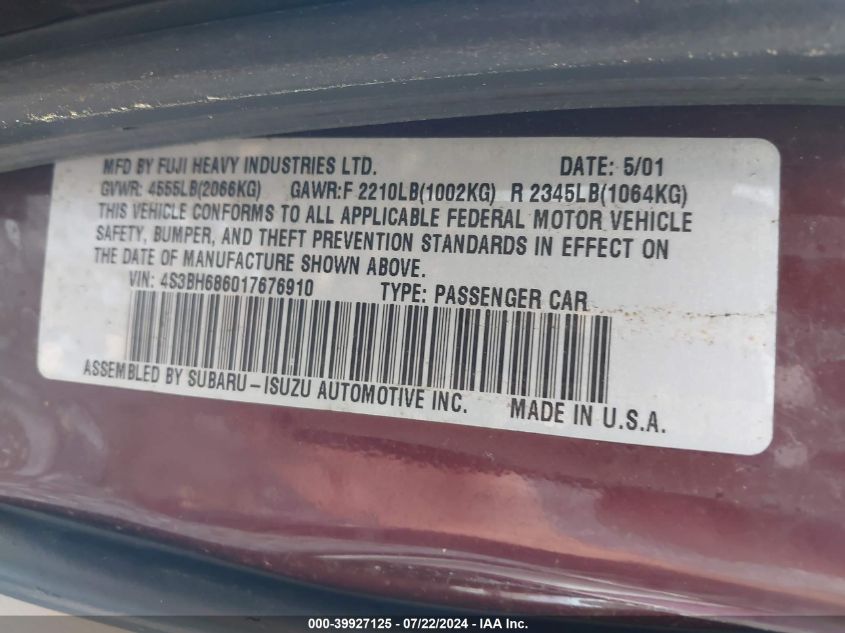 MFD BY FUJI HEAVY INDUSTRIES LTD. DATE: 5/01
GVWR: 4555LB(2066KG) GAWR:F 2210LB(1002KG) R 2345LB(1064KG)
THIS VEHICLE CONFORMS TO ALL APPLICABLE FEDERAL MOTOR VEHICLE
SAFETY, BUMPER, AND THEFT PREVENTION STANDARDS IN EFFECT ON
THE DATE OF MANUFACTURE SHOWN ABOVE.
VIN: 4S3BH686017676910 TYPE: PASSENGER CAR
ASSEMBLED BY SUBARU-ISUZU AUTOMOTIVE INC. MADE IN U.S.A.
000-39927125 - 07/22/2024 - IAAI.com